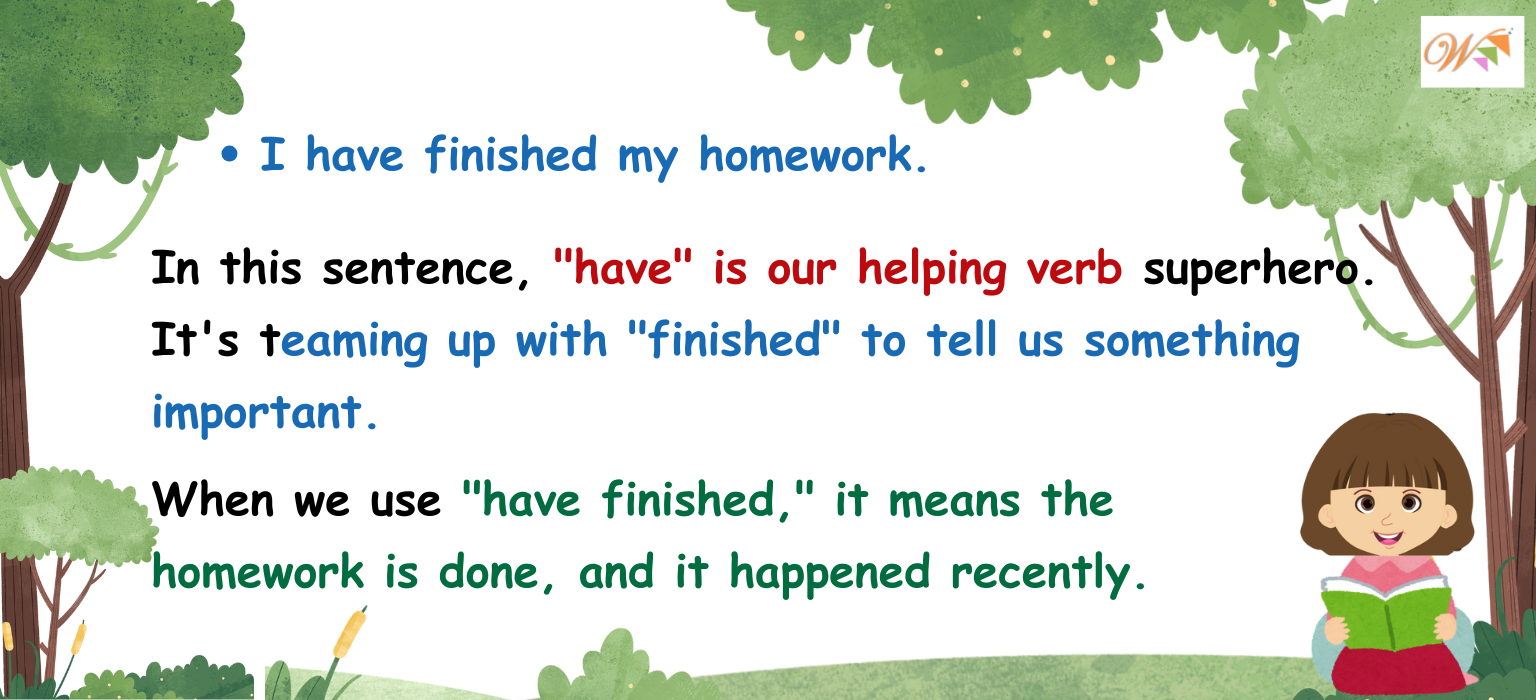 • I have finished my homework.
In this sentence, "have" is our helping verb superhero.
It's teaming up with "finished" to tell us something
important.
When we use "have finished," it means the
homework is done, and it happened recently.